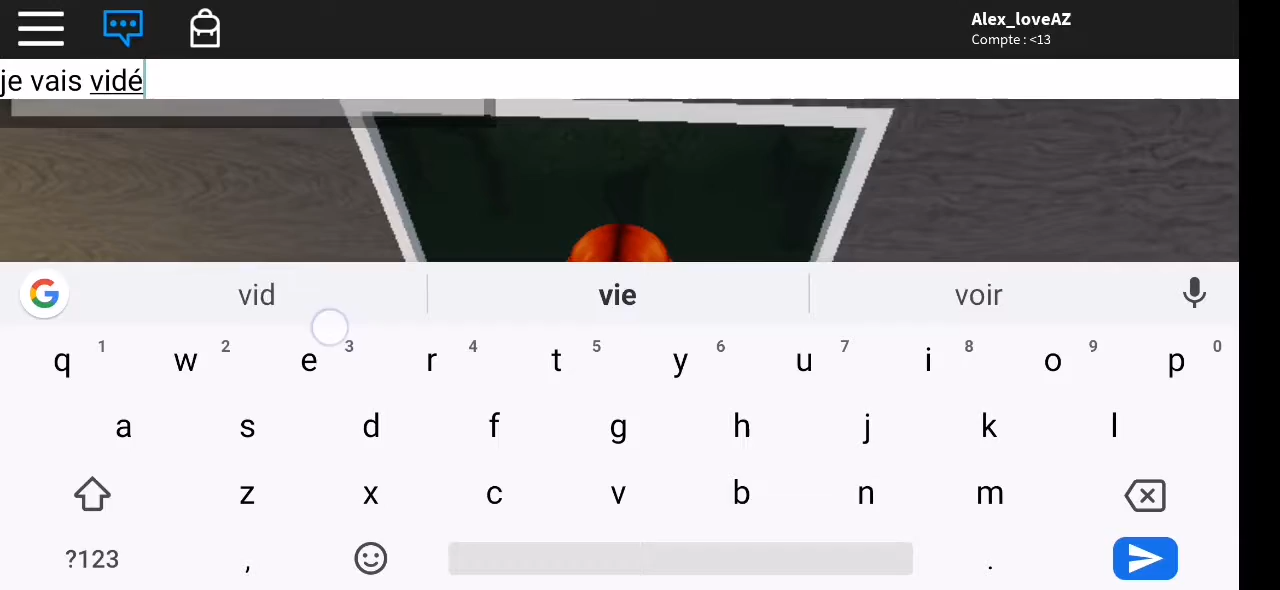 Alex_loveAZ
Compte : <13
je vais vidé
vid vie voir
q 1 w 2 e 3 r 4 t 5 y 6 u 7 i 8 o 9 p 0
a s d f g h j k l
z x c v b n m
?123 , .